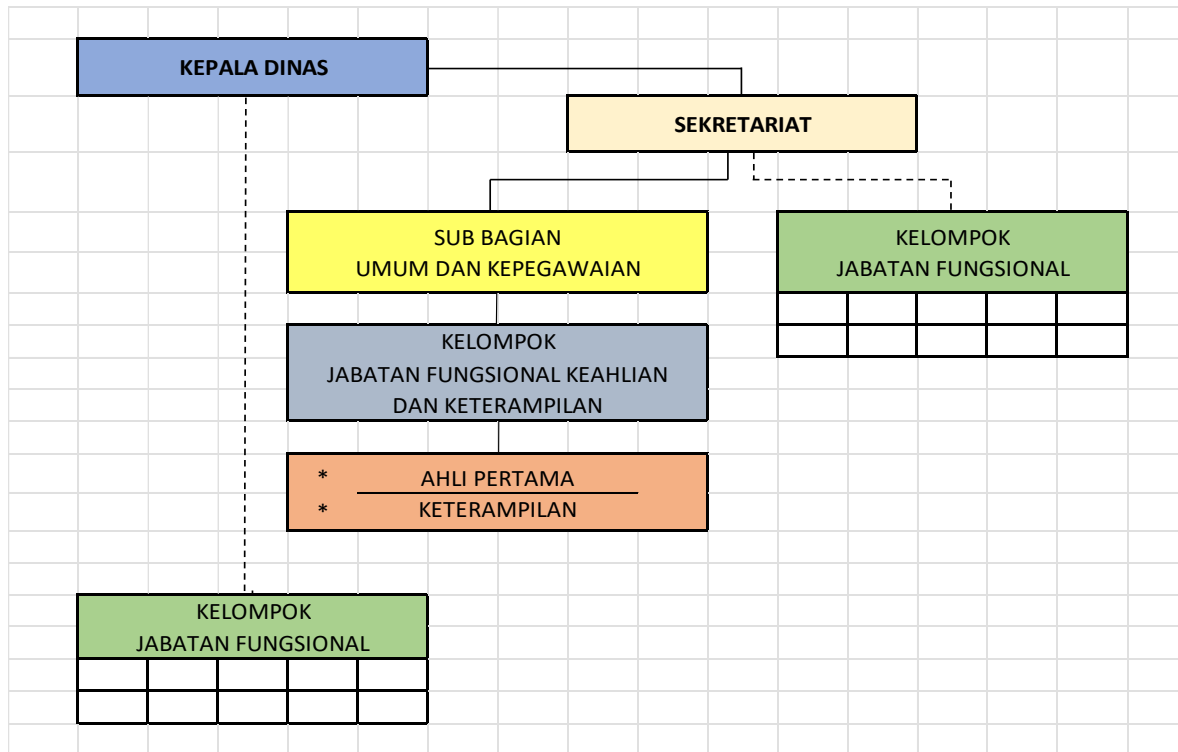 KEPALA DINAS
SEKRETARIAT
SUB BAGIAN
UMUM DAN KEPEGAWAIAN
KELOMPOK
JABATAN FUNGSIONAL
KELOMPOK
JABATAN FUNGSIONAL KEAHLIAN
DAN KETERAMPILAN
* AHLI PERTAMA
* KETERAMPILAN
KELOMPOK
JABATAN FUNGSIONAL